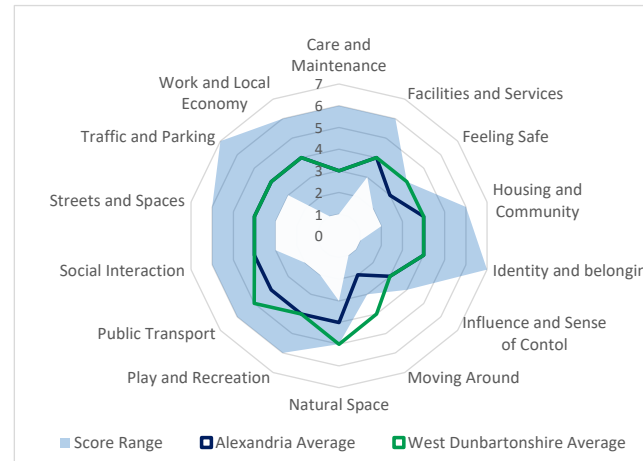 Care and
Maintenance
Work and Local
Economy
Facilities and Services
Traffic and Parking
Feeling Safe
Streets and Spaces
Housing and
Community
Social Interaction
Identity and belonging
Public Transport
Influence and Sense
of Contol
Play and Recreation
Moving Around
Natural Space
7
6
5
4
3
2
1
0
Score Range
Alexandria Average
West Dunbartonshire Average